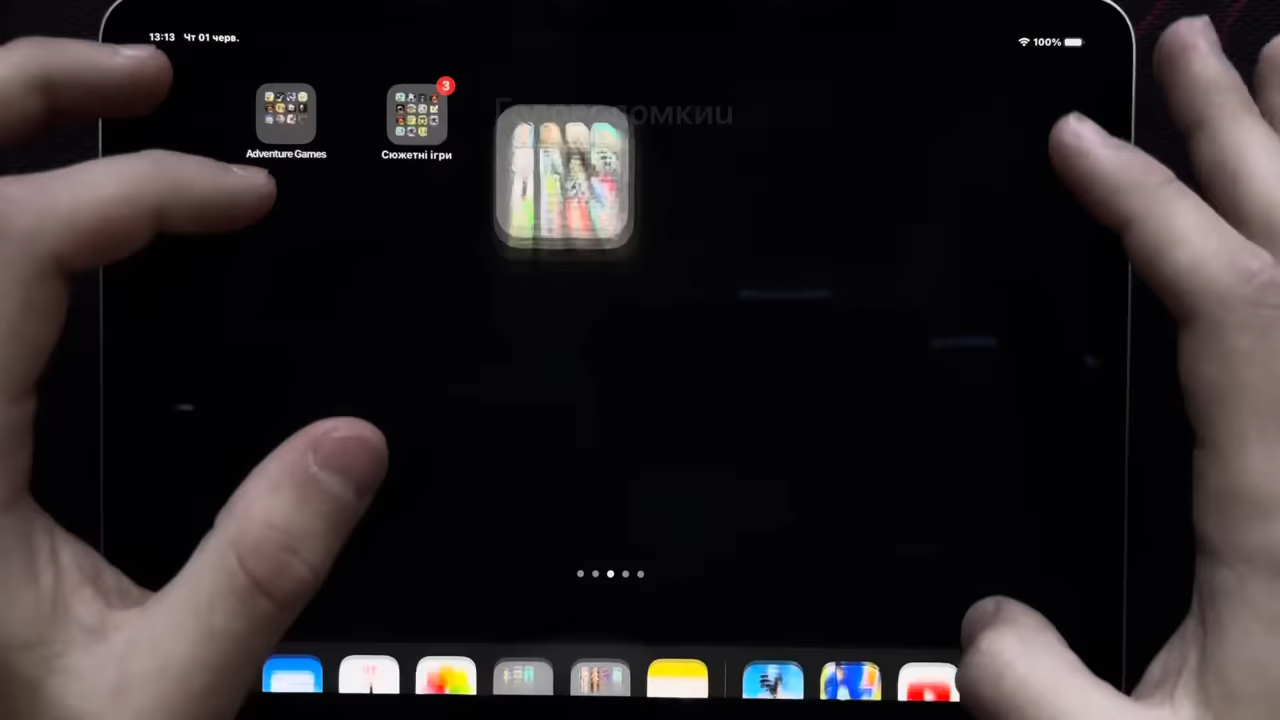 13:13 Чт 01 черв.
100%
3
Adventure Games
Сюжетні ігри